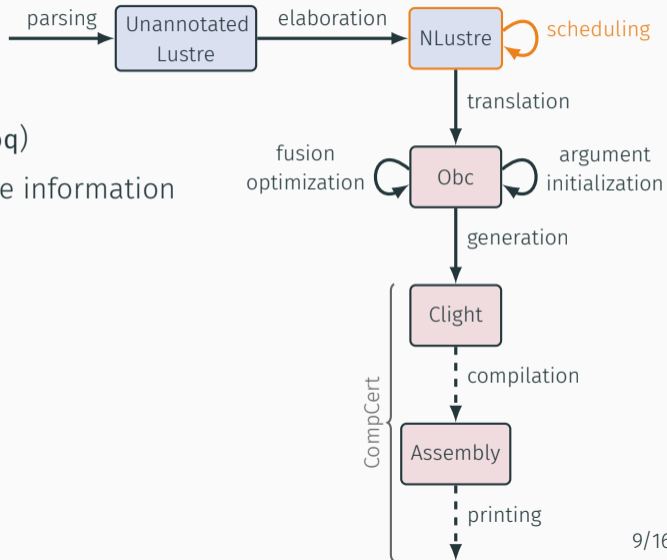 parsing
Unannotated
Lustre
elaboration
NLustre
scheduling
translation
q)
e information
fusion
optimization
Obc
argument
initialization
generation
Clight
CompCert
compilation
Assembly
printing
9/16